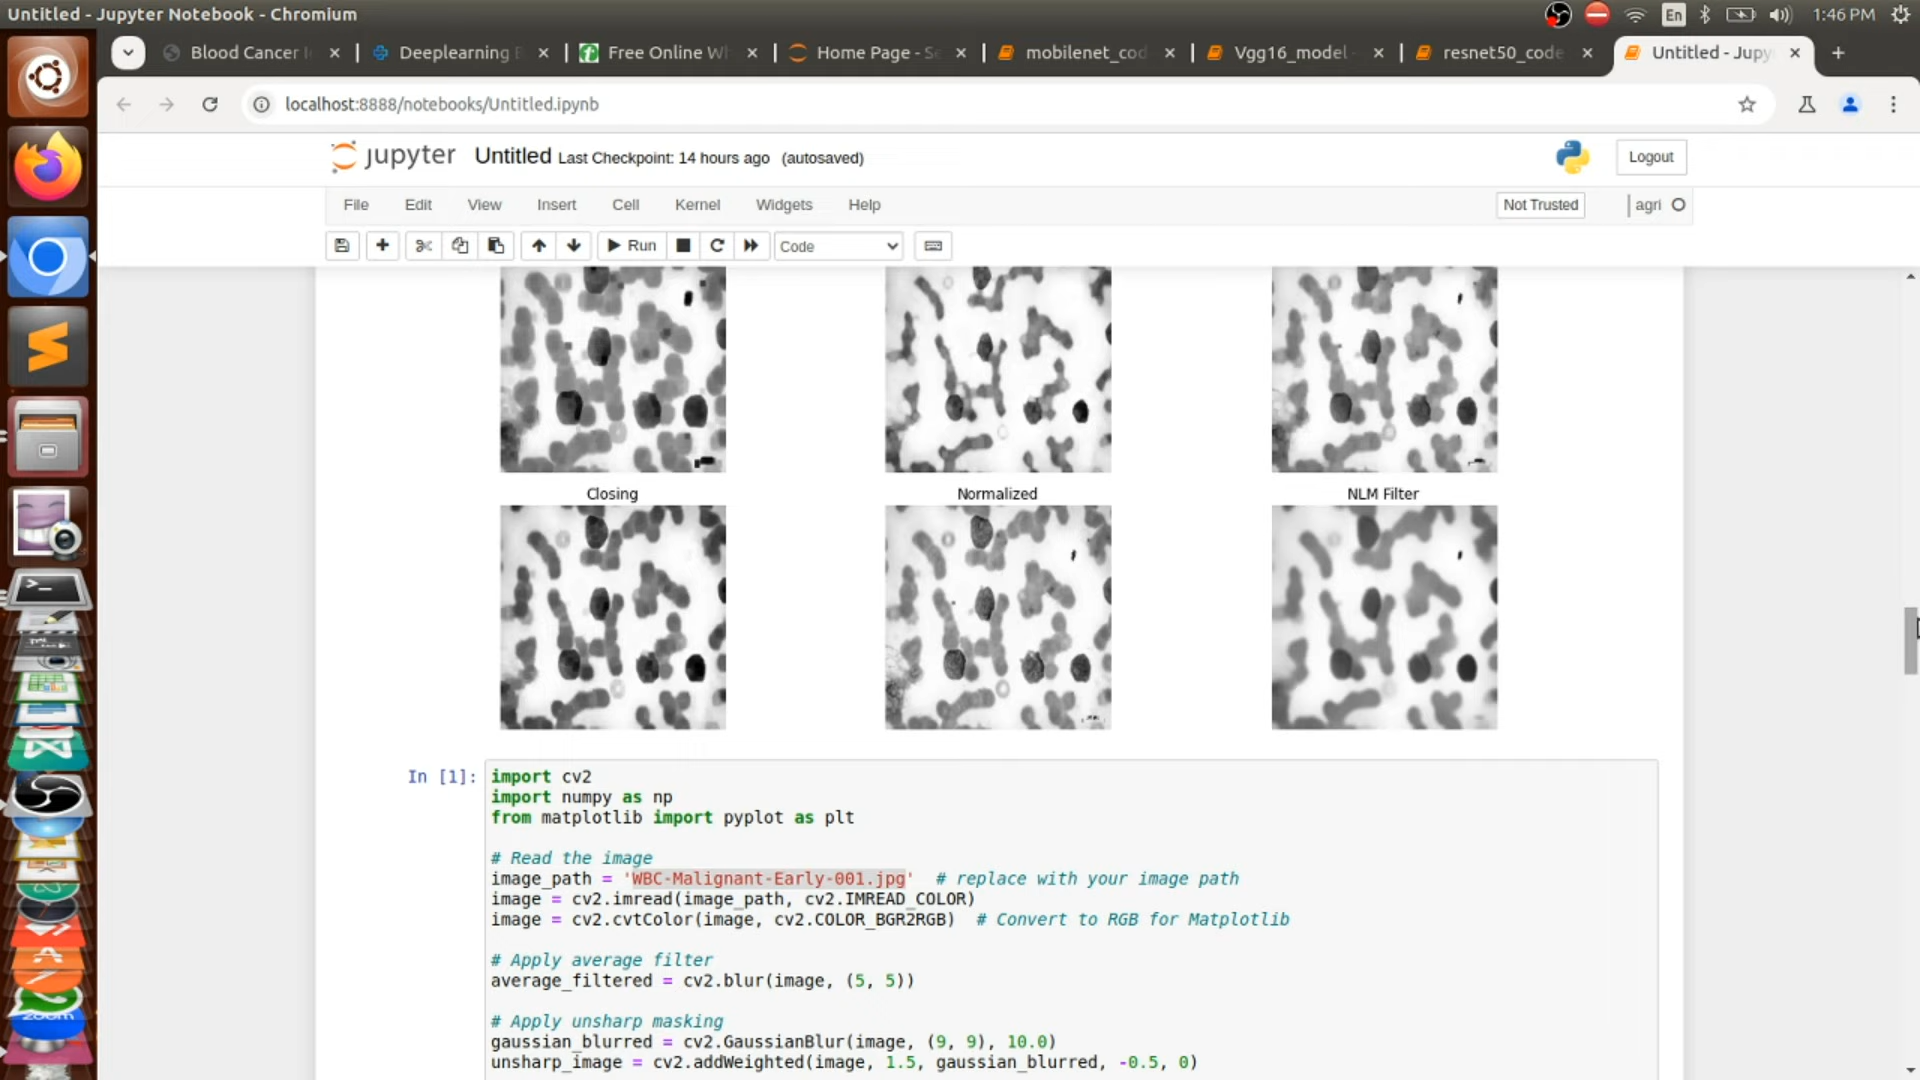 Untitled - Jupyter Notebook - Chromium
En
1:46 PM
Blood Cancer
Deeplearning
Free Online Wh
Home Page - Se
mobilenet_cod
Vgg16_model -
resnet50_code
Untitled - Jupy
localhost:8888/notebooks/Untitled.ipynb
jupyter
Untitled Last Checkpoint: 14 hours ago (autosaved)
Logout
File Edit View Insert Cell Kernel Widgets Help
Not Trusted
agri
Run
Code
Closing
Normalized
NLM Filter
In [1]:
import cv2
import numpy as np
from matplotlib import pyplot as plt
# Read the image
image_path = 'WBC-Malignant-Early-001.jpg'  # replace with your image path
image = cv2.imread(image_path, cv2.IMREAD_COLOR)
image = cv2.cvtColor(image, cv2.COLOR_BGR2RGB)  # Convert to RGB for Matplotlib
# Apply average filter
average_filtered = cv2.blur(image, (5, 5))
# Apply unsharp masking
gaussian_blurred = cv2.GaussianBlur(image, (9, 9), 10.0)
unsharp_image = cv2.addWeighted(image, 1.5, gaussian_blurred, -0.5, 0)
zoom